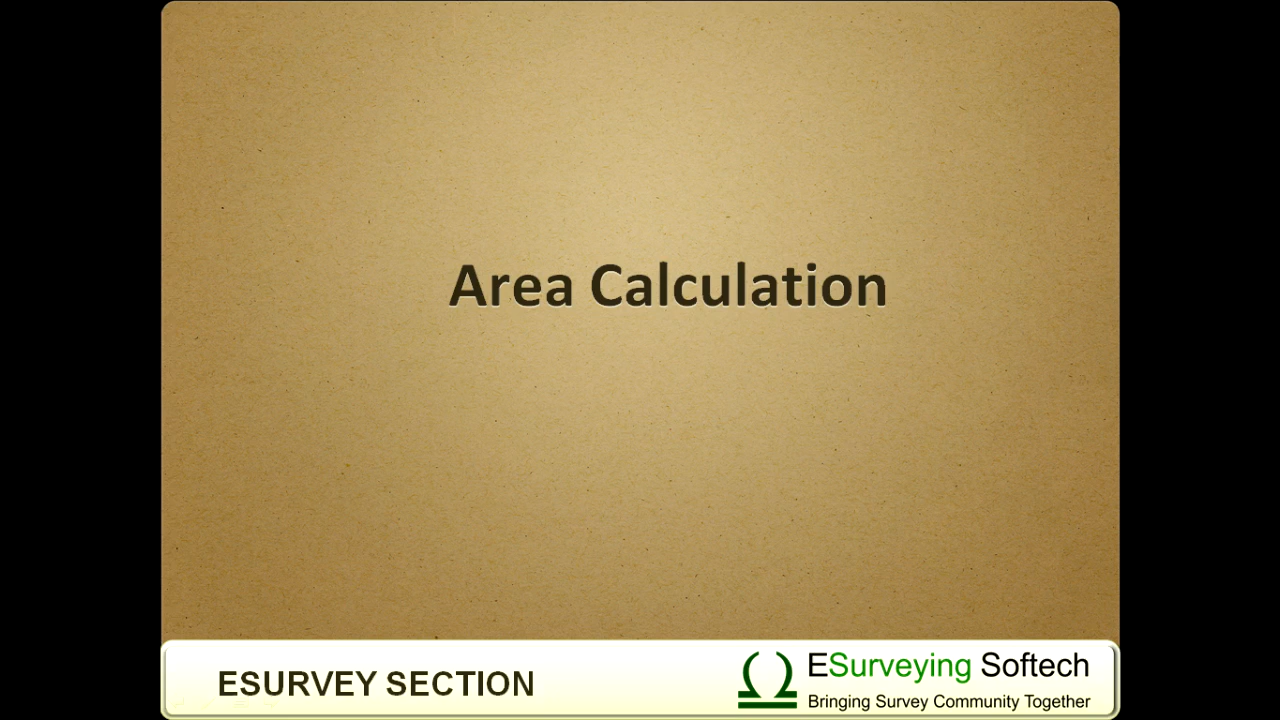 Area Calculation
ESURVEY SECTION
ESurveying Softech
Bringing Survey Community Together